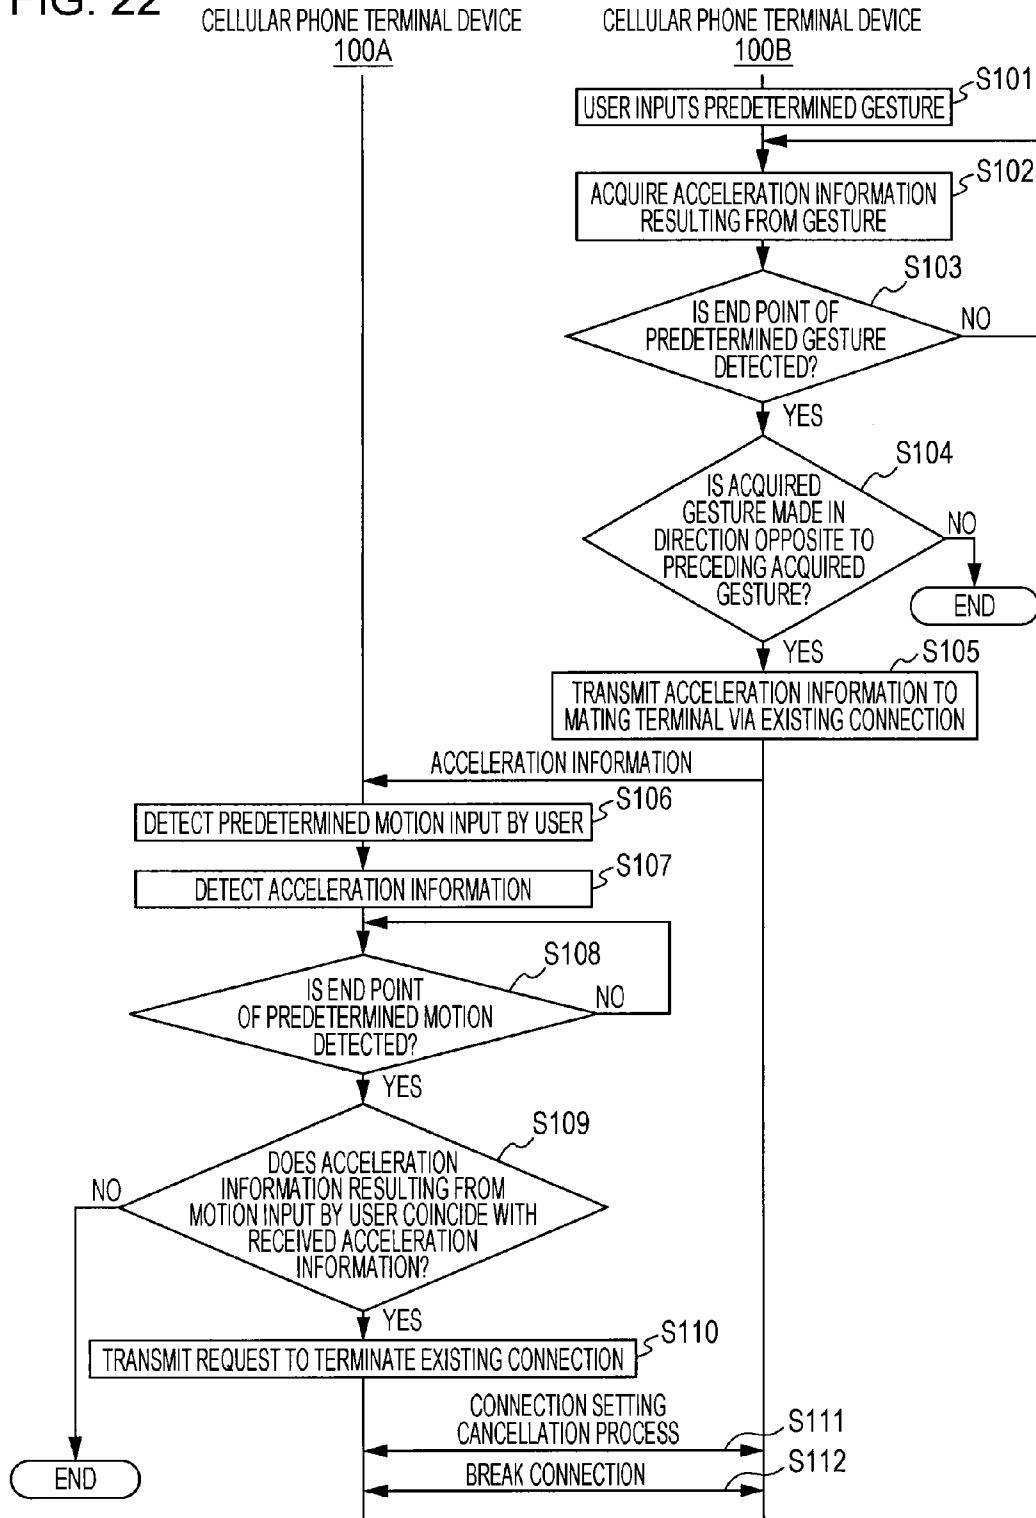 FIG. 22
CELLULAR PHONE TERMINAL DEVICE
100A
CELLULAR PHONE TERMINAL DEVICE
100B
S101
USER INPUTS PREDETERMINED GESTURE
S102
ACQUIRE ACCELERATION INFORMATION
RESULTING FROM GESTURE
S103
IS END POINT OF
PREDETERMINED GESTURE
DETECTED?
NO
YES
S104
IS ACQUIRED
GESTURE MADE IN
DIRECTION OPPOSITE TO
PRECEDING ACQUIRED
GESTURE?
NO
END
YES
S105
TRANSMIT ACCELERATION INFORMATION TO
MATING TERMINAL VIA EXISTING CONNECTION
ACCELERATION INFORMATION
S106
DETECT PREDETERMINED MOTION INPUT BY USER
S107
DETECT ACCELERATION INFORMATION
S108
IS END POINT
OF PREDETERMINED MOTION
DETECTED?
NO
YES
S109
DOES ACCELERATION
INFORMATION RESULTING FROM
MOTION INPUT BY USER COINCIDE WITH
RECEIVED ACCELERATION
INFORMATION?
NO
YES
S110
TRANSMIT REQUEST TO TERMINATE EXISTING CONNECTION
CONNECTION SETTING
CANCELLATION PROCESS
S111
BREAK CONNECTION
S112
END